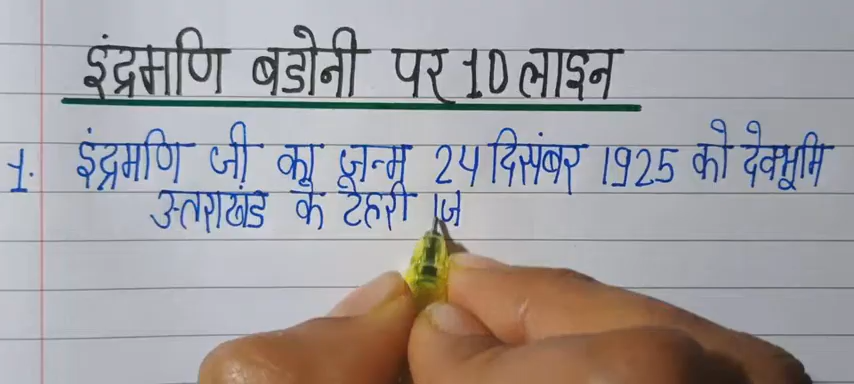 इंद्रमणि बडोनी पर 10 लाइन
1. इंद्रमणि जी का जन्म 24 दिसंबर 1925 को देवभूमि
उत्तराखंड के टेहरी जि